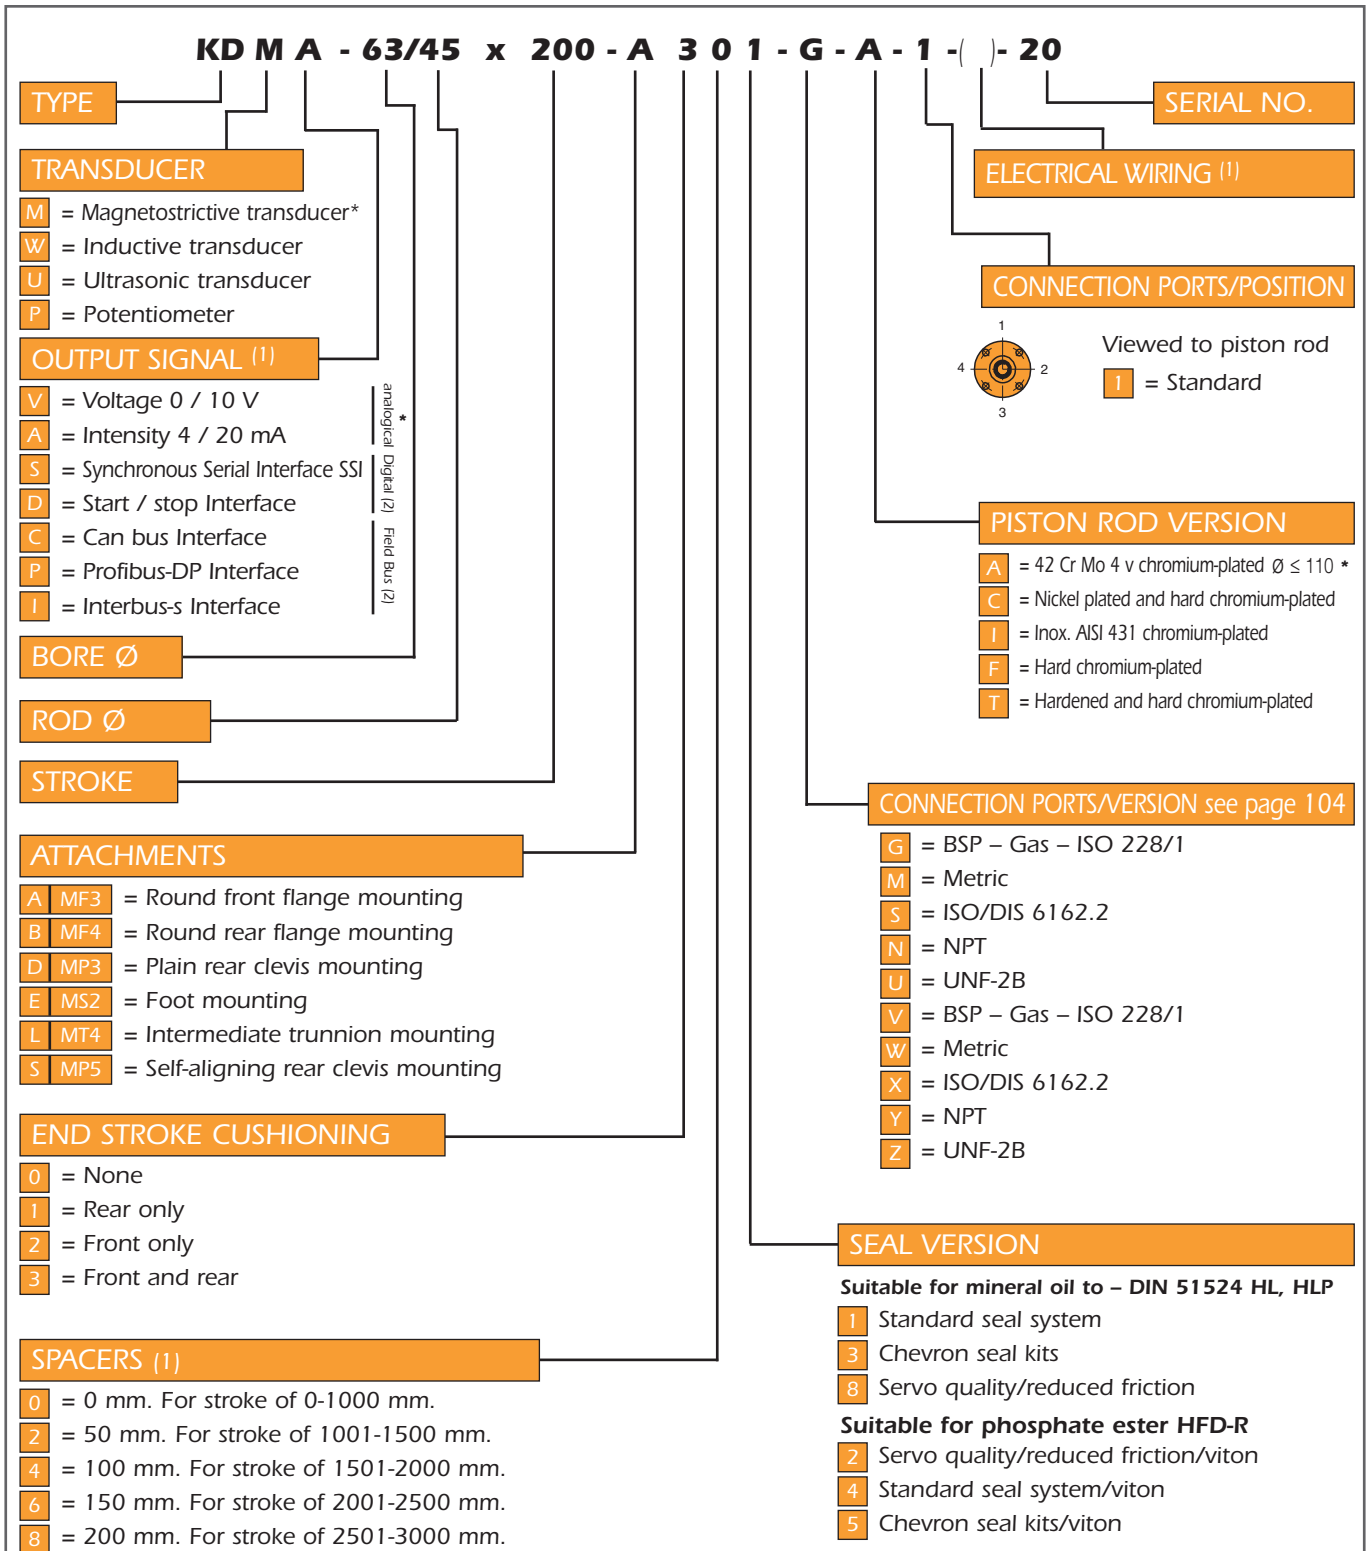 KD M A - 63/45 x 200 - A 3 0 1 - G - A - 1 -( )- 20
TYPE
SERIAL NO.
TRANSDUCER
M = Magnetostrictive transducer*
W = Inductive transducer
U = Ultrasonic transducer
P = Potentiometer
ELECTRICAL WIRING (1)
CONNECTION PORTS/POSITION
1
4
2
3
Viewed to piston rod
1 = Standard
OUTPUT SIGNAL (1)
V = Voltage 0 / 10 V
A = Intensity 4 / 20 mA
S = Synchronous Serial Interface SSI
D = Start / stop Interface
C = Can bus Interface
P = Profibus-DP Interface
I = Interbus-s Interface
analogical *
Digital (2)
Field Bus (2)
PISTON ROD VERSION
A = 42 Cr Mo 4 v chromium-plated Ø ≤ 110 *
C = Nickel plated and hard chromium-plated
I = Inox. AISI 431 chromium-plated
F = Hard chromium-plated
T = Hardened and hard chromium-plated
BORE Ø
ROD Ø
STROKE
CONNECTION PORTS/VERSION see page 104
G = BSP – Gas – ISO 228/1
M = Metric
S = ISO/DIS 6162.2
N = NPT
U = UNF-2B
V = BSP – Gas – ISO 228/1
W = Metric
X = ISO/DIS 6162.2
Y = NPT
Z = UNF-2B
ATTACHMENTS
A MF3 = Round front flange mounting
B MF4 = Round rear flange mounting
D MP3 = Plain rear clevis mounting
E MS2 = Foot mounting
L MT4 = Intermediate trunnion mounting
S MP5 = Self-aligning rear clevis mounting
END STROKE CUSHIONING
0 = None
1 = Rear only
2 = Front only
3 = Front and rear
SEAL VERSION
Suitable for mineral oil to – DIN 51524 HL, HLP
1 Standard seal system
3 Chevron seal kits
8 Servo quality/reduced friction
Suitable for phosphate ester HFD-R
2 Servo quality/reduced friction/viton
4 Standard seal system/viton
5 Chevron seal kits/viton
SPACERS (1)
0 = 0 mm. For stroke of 0-1000 mm.
2 = 50 mm. For stroke of 1001-1500 mm.
4 = 100 mm. For stroke of 1501-2000 mm.
6 = 150 mm. For stroke of 2001-2500 mm.
8 = 200 mm. For stroke of 2501-3000 mm.